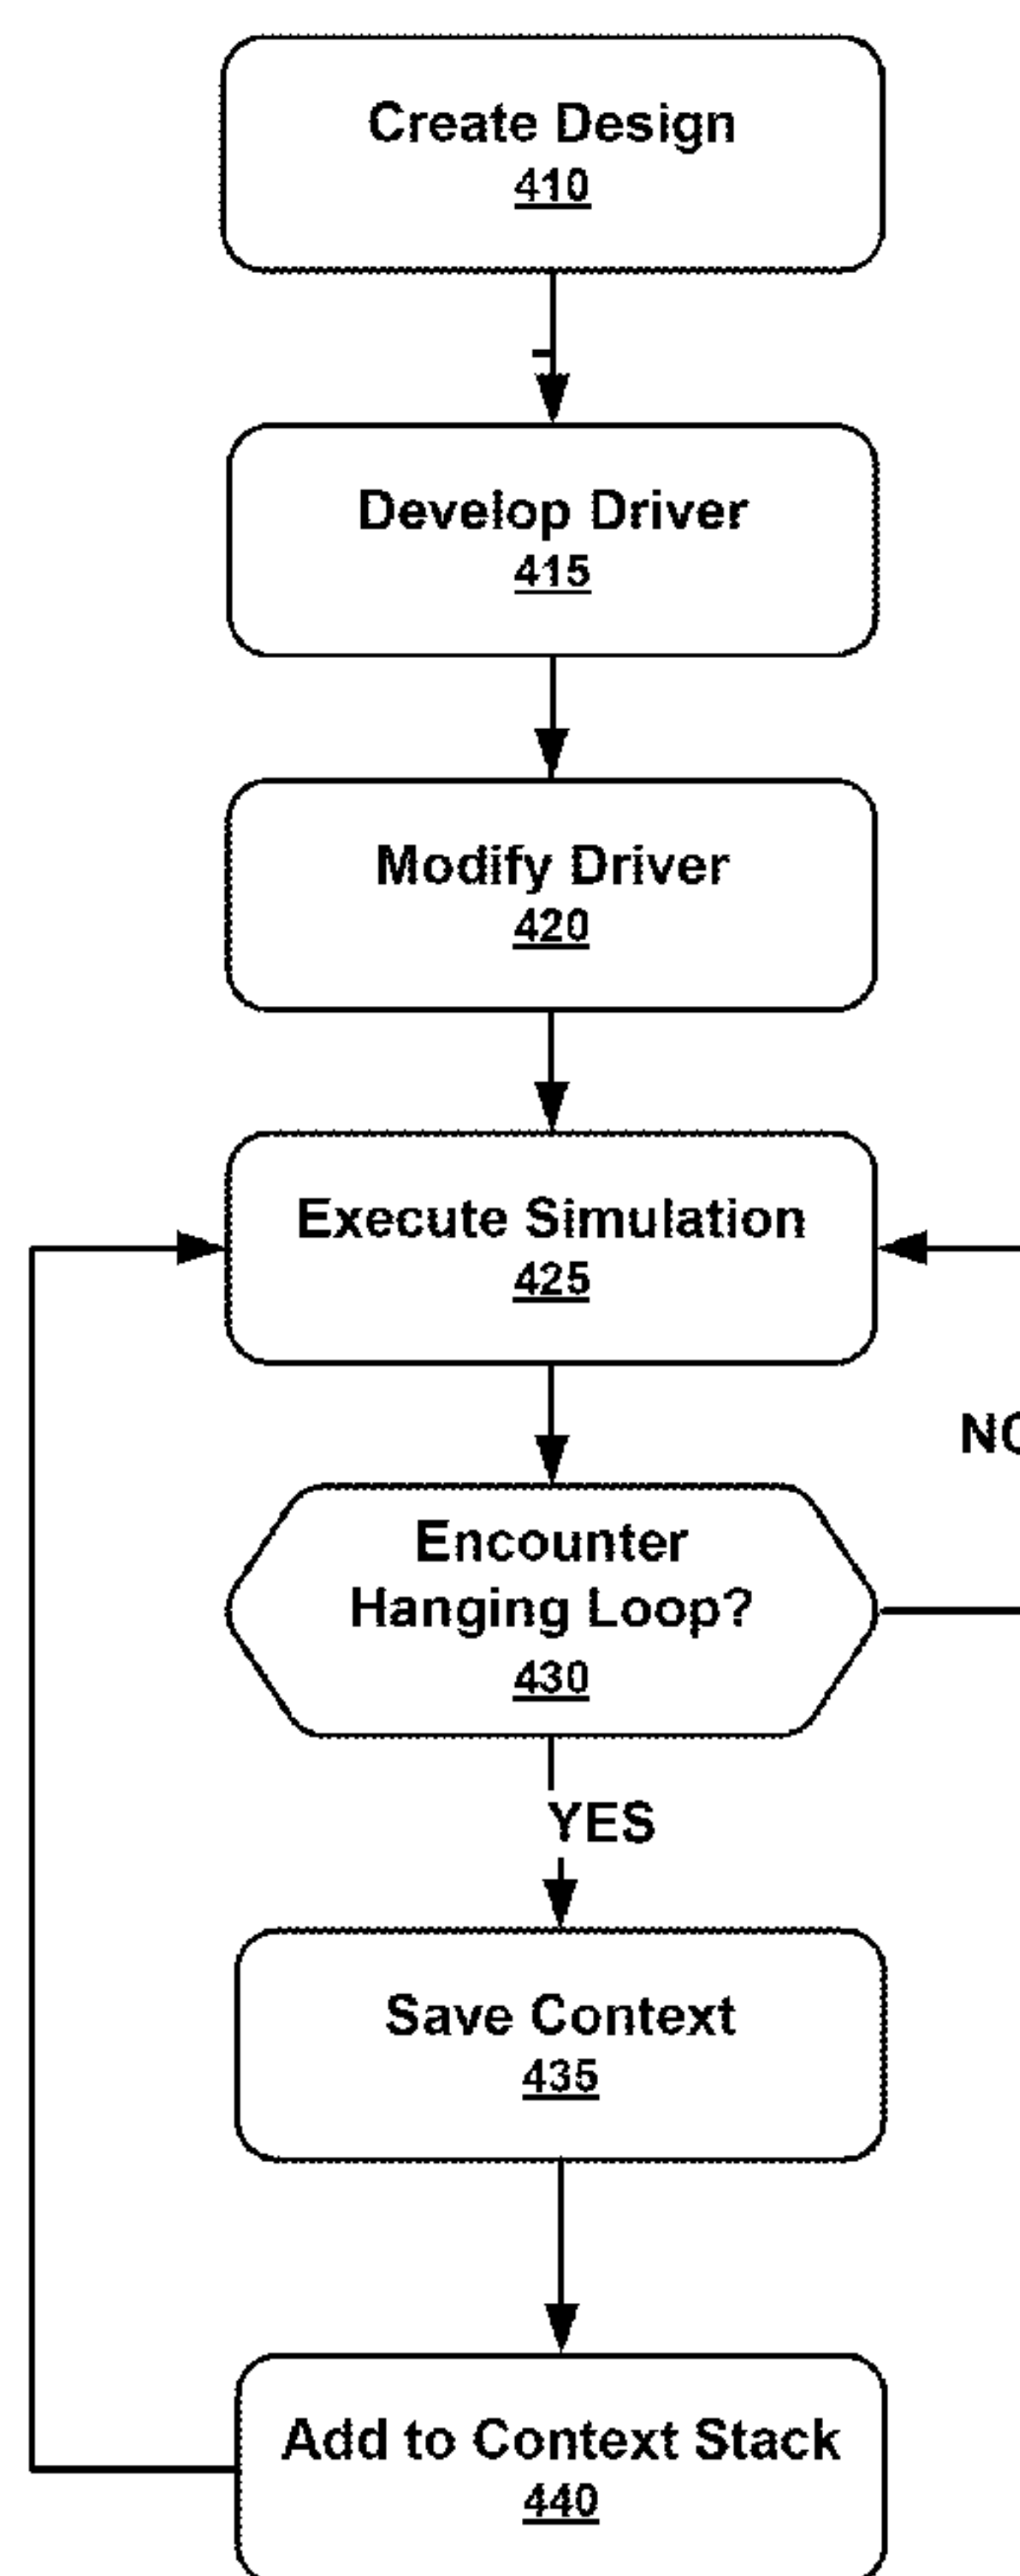 Create Design
410
Develop Driver
415
Modify Driver
420
Execute Simulation
425
Encounter
Hanging Loop?
430
YES
Save Context
435
Add to Context Stack
440